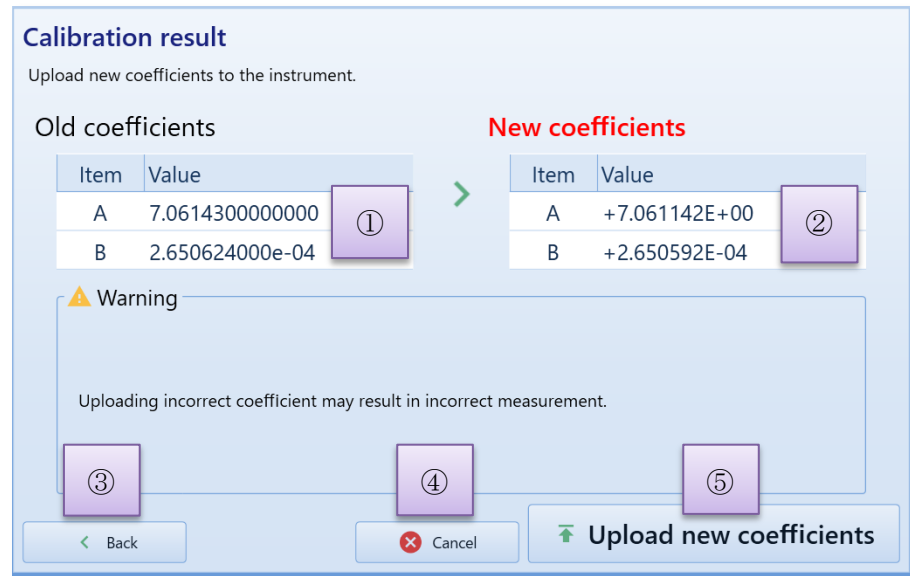 Calibration result
Upload new coefficients to the instrument.
Old coefficients
New coefficients
Item Value
A 7.0614300000000
B 2.650624000e-04
①
Item Value
A +7.061142E+00
B +2.650592E-04
②
Warning
Uploading incorrect coefficient may result in incorrect measurement.
③
④
⑤
Back
Cancel
Upload new coefficients